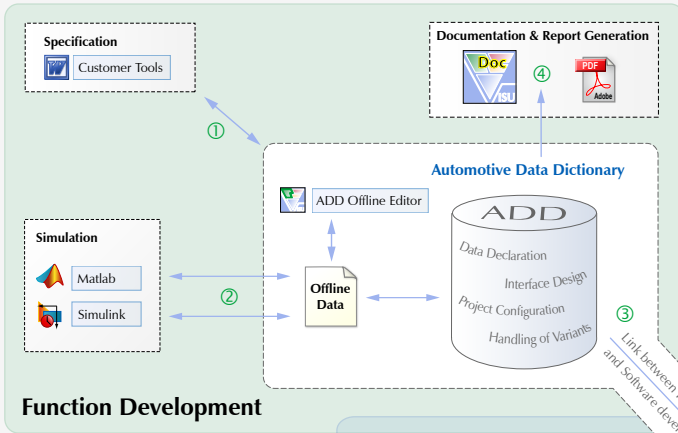 Specification
Customer Tools
①
Documentation & Report Generation
Doc
ISU
④
PDF
Adobe
Automotive Data Dictionary
ADD Offline Editor
ADD
Data Declaration
Interface Design
Project Configuration
Handling of Variants
Simulation
Matlab
Simulink
②
Offline
Data
③
Link between
and Software devel
Function Development